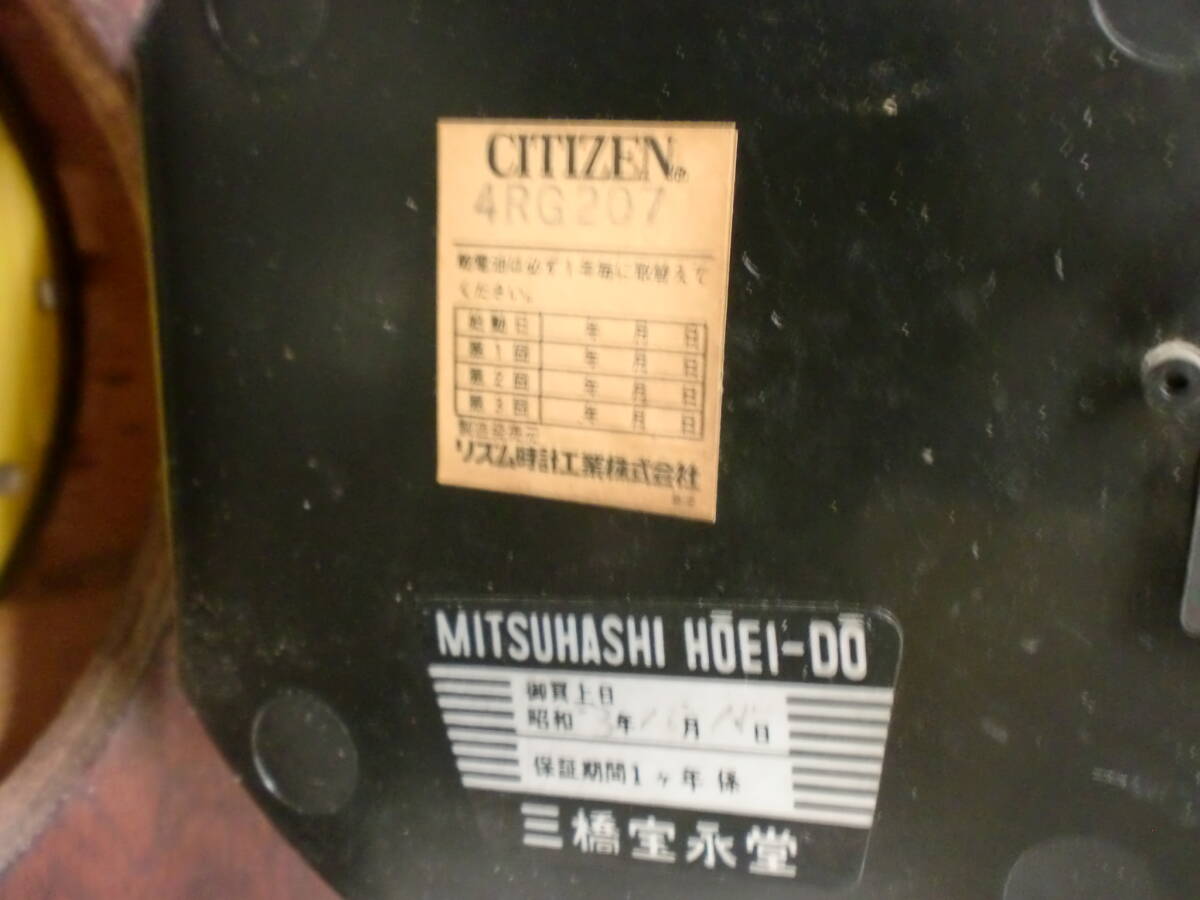 CITIZEN®
4RG207
乾電池は必ず1年毎に取替えて
ください。
始動日 年 月 日
第1回 年 月 日
第2回 年 月 日
第3回 年 月 日
製造発売元
リズム時計工業株式会社
MITSUHASHI HŌEI-DŌ
御買上日
昭和 年 月 日
保証期間1ヶ年 係
三橋宝永堂